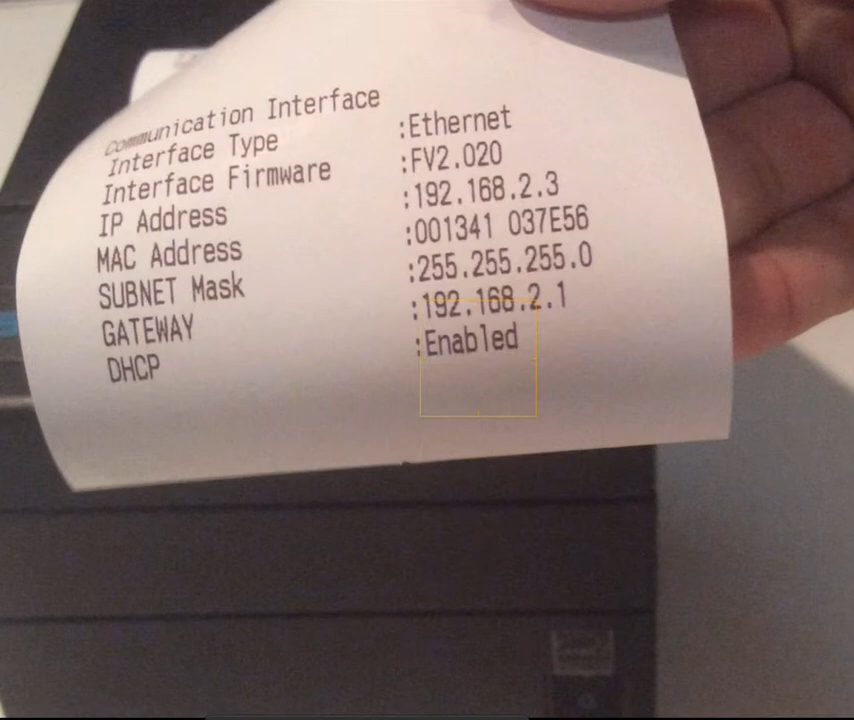 Communication Interface
Interface Type :Ethernet
Interface Firmware :FV2.020
IP Address :192.168.2.3
MAC Address :001341 037E56
SUBNET Mask :255.255.255.0
GATEWAY :192.168.2.1
DHCP :Enabled